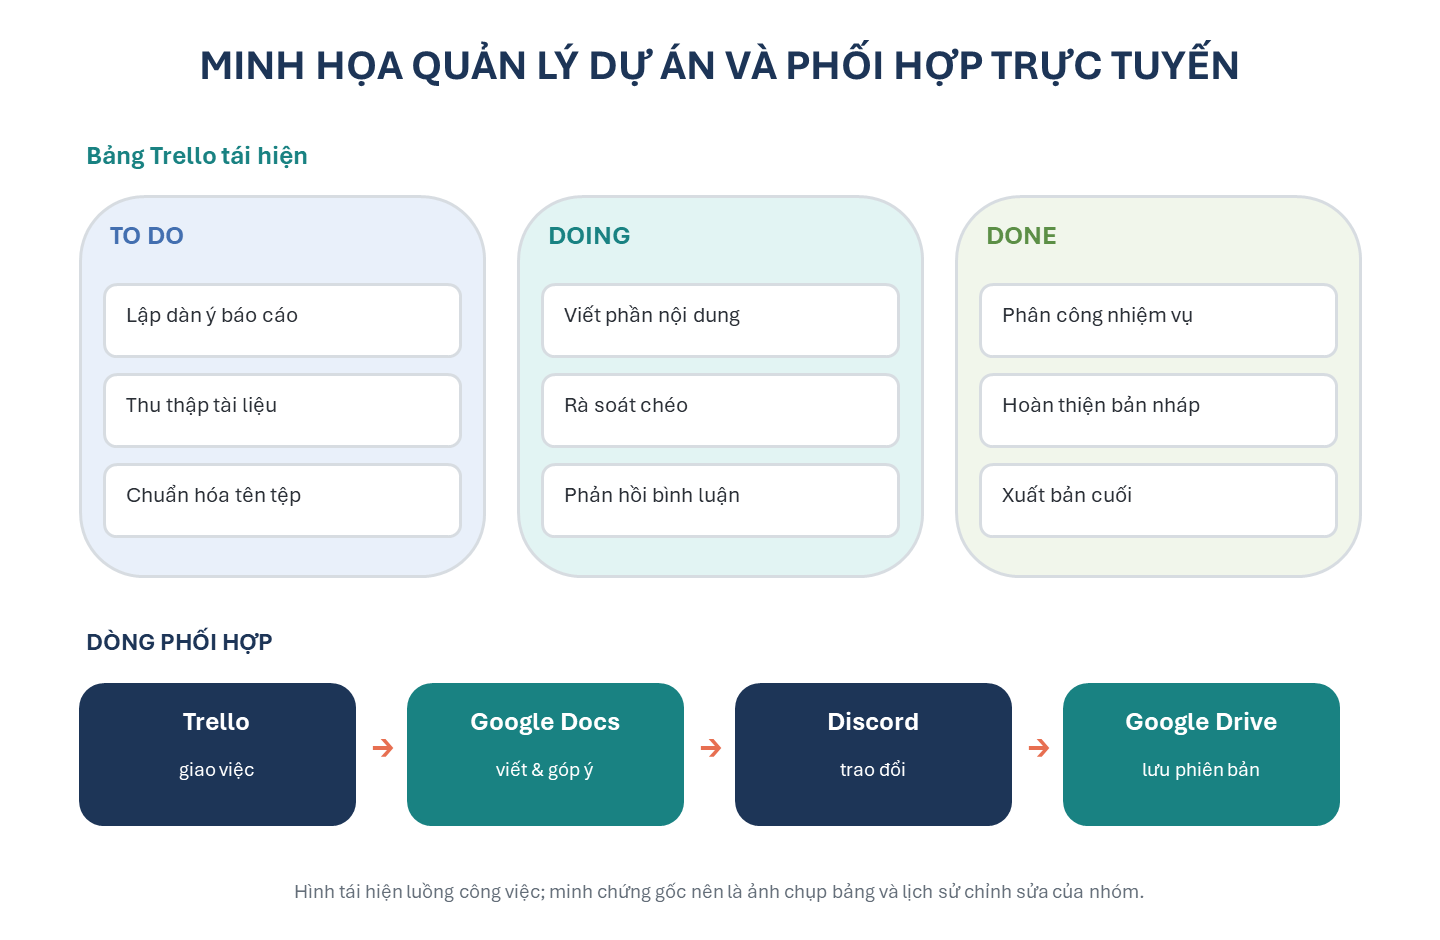 MINH HỌA QUẢN LÝ DỰ ÁN VÀ PHỐI HỢP TRỰC TUYẾN
Bảng Trello tái hiện
TO DO
Lập dàn ý báo cáo
Thu thập tài liệu
Chuẩn hóa tên tệp
DOING
Viết phần nội dung
Rà soát chéo
Phản hồi bình luận
DONE
Phân công nhiệm vụ
Hoàn thiện bản nháp
Xuất bản cuối
DÒNG PHỐI HỢP
Trello
giao việc
→
Google Docs
viết & góp ý
→
Discord
trao đổi
→
Google Drive
lưu phiên bản
Hình tái hiện luồng công việc; minh chứng gốc nên là ảnh chụp bảng và lịch sử chỉnh sửa của nhóm.